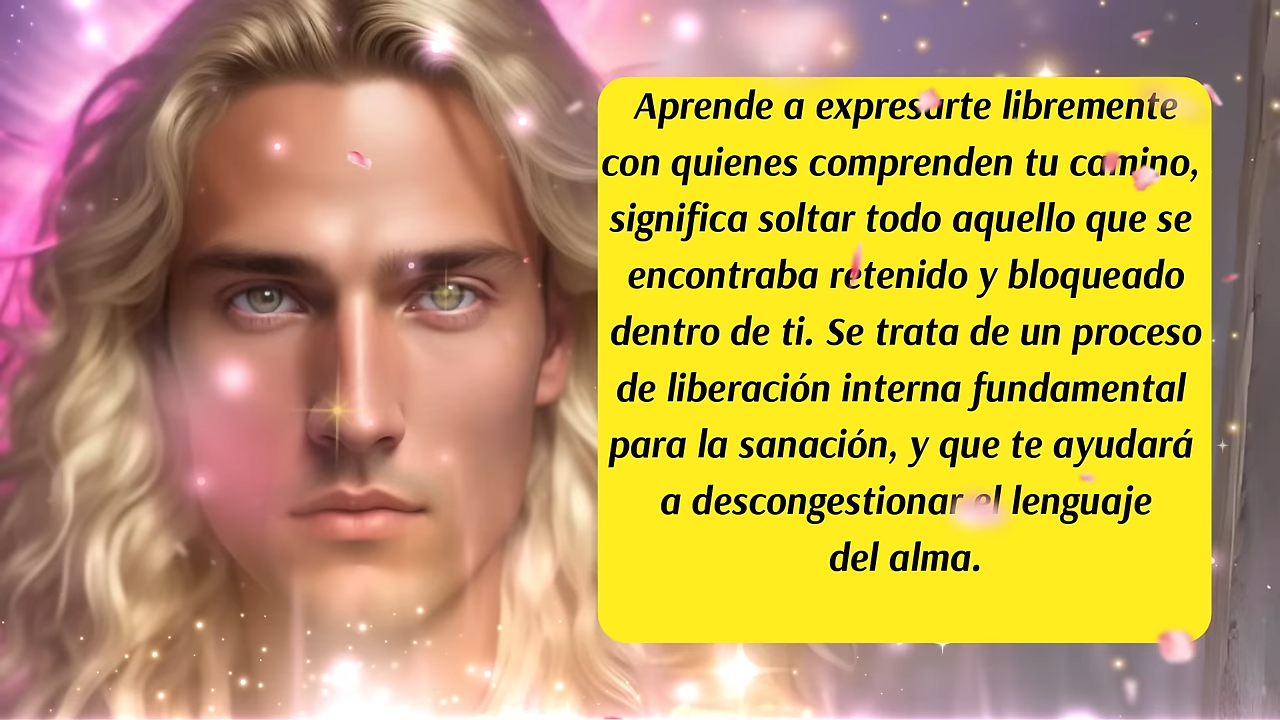 Aprende a expresarte libremente
con quienes comprenden tu camino,
significa soltar todo aquello que se
encontraba retenido y bloqueado
dentro de ti. Se trata de un proceso
de liberación interna fundamental
para la sanación, y que te ayudará
a descongestionar el lenguaje
del alma.